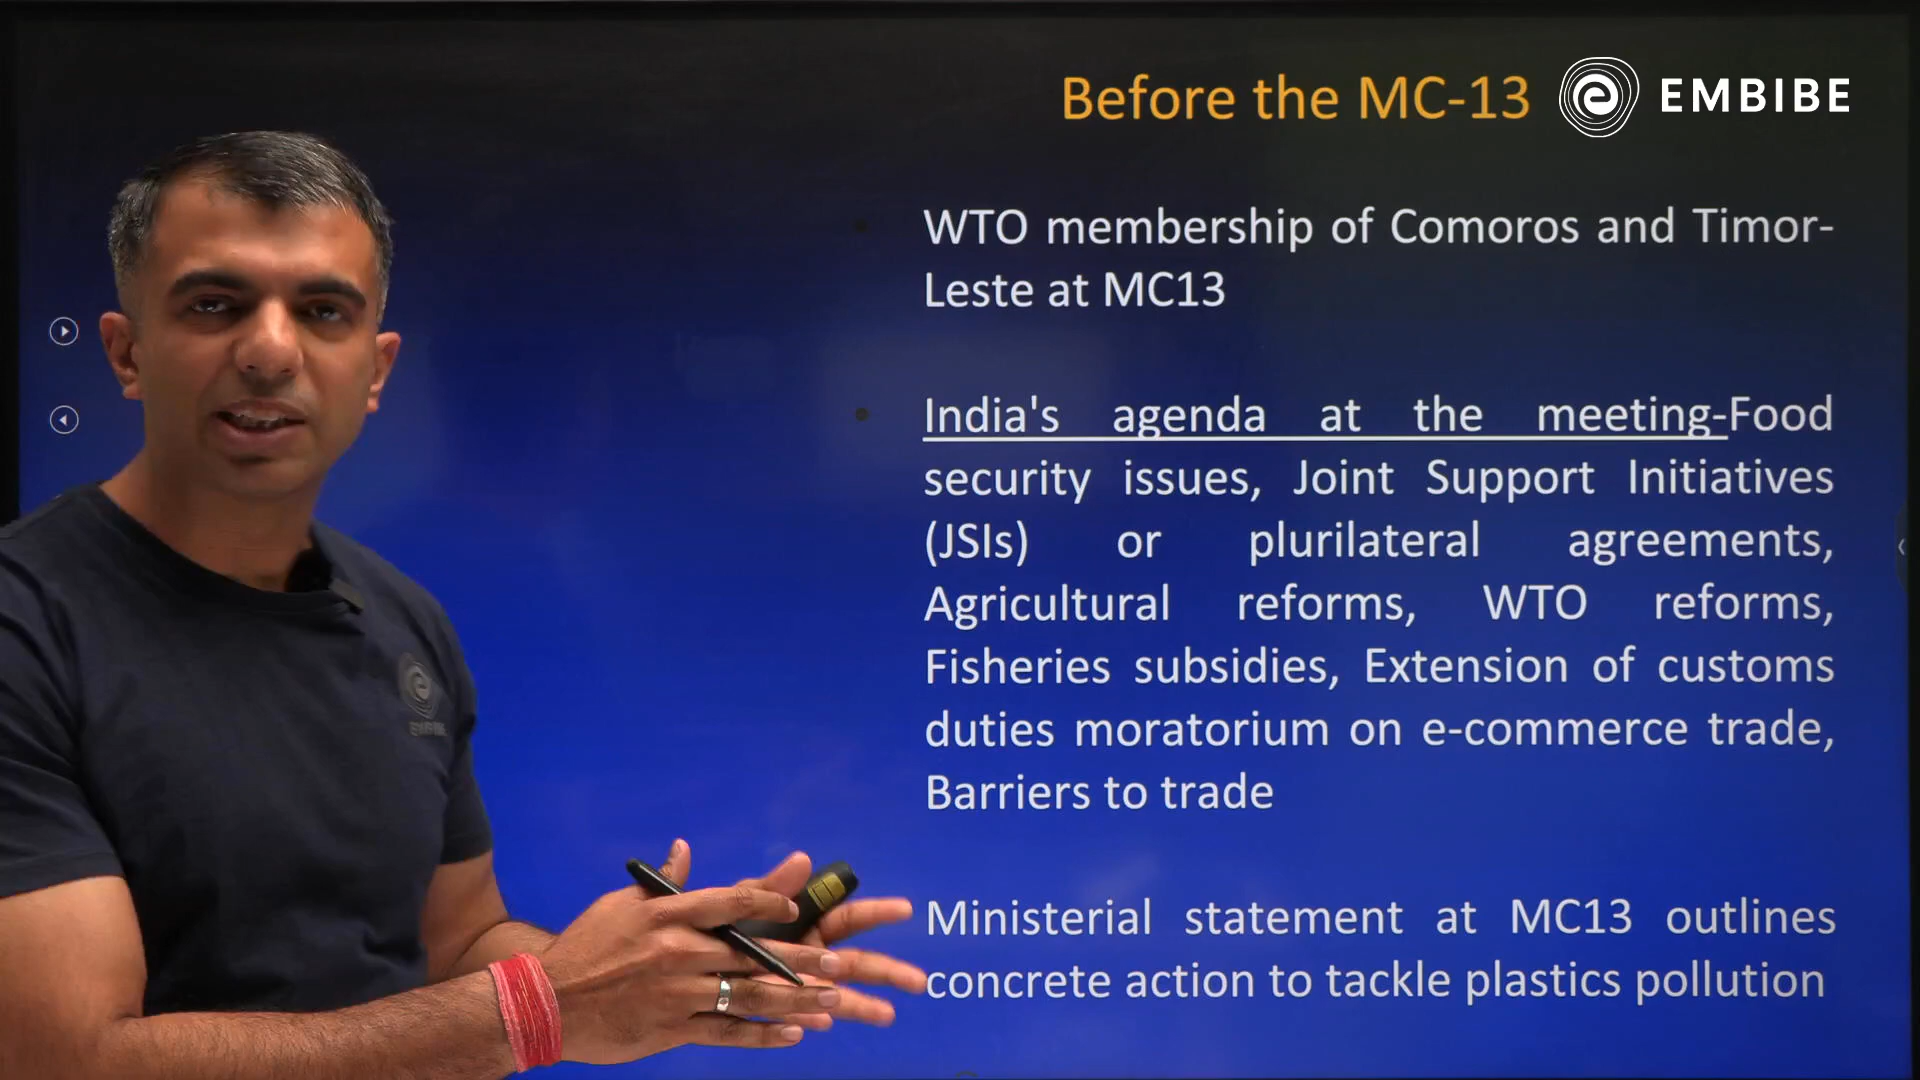 Before the MC-13
EMBIBE
WTO membership of Comoros and Timor-
Leste at MC13
India's agenda at the meeting-Food
security issues, Joint Support Initiatives
(JSIs) or plurilateral agreements,
Agricultural reforms, WTO reforms,
Fisheries subsidies, Extension of customs
duties moratorium on e-commerce trade,
Barriers to trade
Ministerial statement at MC13 outlines
concrete action to tackle plastics pollution
EMBIBE